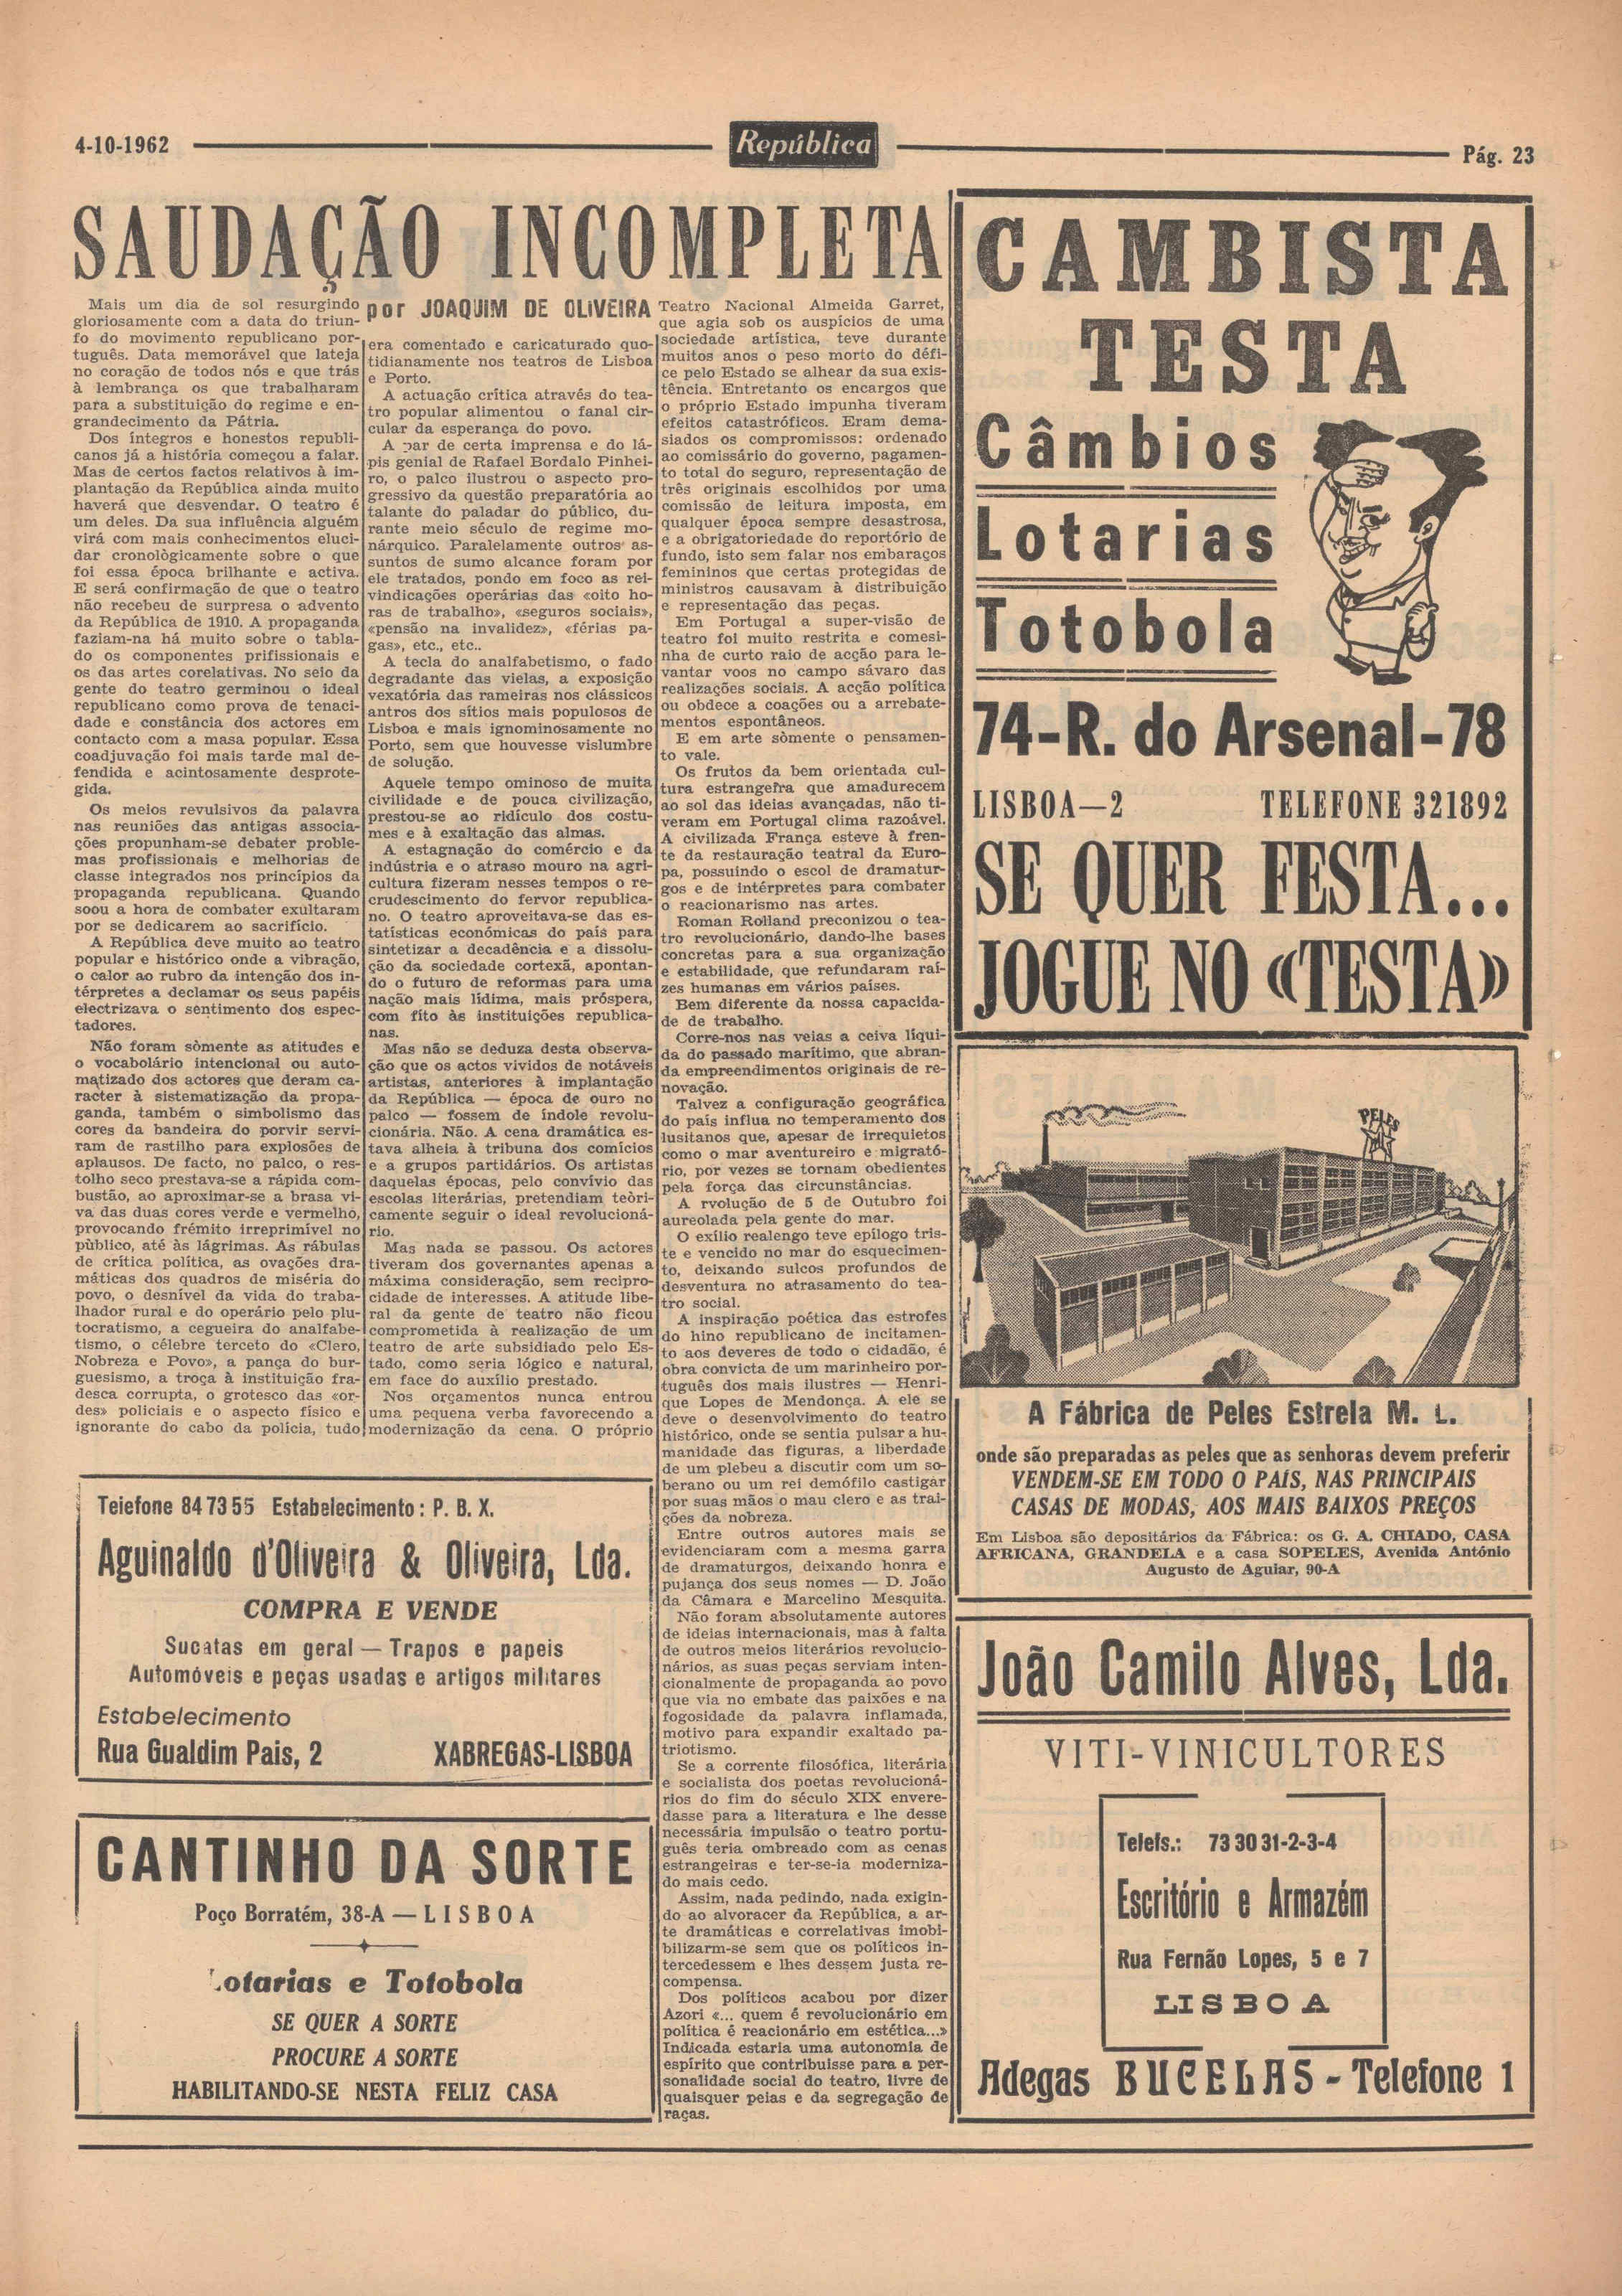 4-10-1962
República
Pág. 23
SAUDAÇÃO INCOMPLETA
por JOAQUIM DE OLIVEIRA
Mais um dia de sol resurgindo
gloriosamente com a data do triun-
fo do movimento republicano por-
tuguês. Data memorável que lateja
no coração de todos nós e que trás
à lembrança os que trabalharam
para a substituição do regime e en-
grandecimento da Pátria.
Dos íntegros e honestos republi-
canos já a história começou a falar.
Mas de certos factos relativos à im-
plantação da República ainda muito
haverá que desvendar. O teatro é
um deles. Da sua influência alguém
virá com mais conhecimentos eluci-
dar cronològicamente sobre o que
foi essa época brilhante e activa.
E será confirmação de que o teatro
não recebeu de surpresa o advento
da República de 1910. A propaganda
faziam-na há muito sobre o tabla-
do os componentes prifissionais e
os das artes corelativas. No seio da
gente do teatro germinou o ideal
republicano como prova de tenaci-
dade e constância dos actores em
contacto com a masa popular. Essa
coadjuvação foi mais tarde mal de-
fendida e acintosamente desprote-
gida.
Os meios revulsivos da palavra
nas reuniões das antigas associa-
ções propunham-se debater proble-
mas profissionais e melhorias de
classe integrados nos princípios da
propaganda republicana. Quando
soou a hora de combater exultaram
por se dedicarem ao sacrifício.
A República deve muito ao teatro
popular e histórico onde a vibração,
o calor ao rubro da intenção dos in-
térpretes a declamar os seus papéis
electrizava o sentimento dos espec-
tadores.
Não foram sòmente as atitudes e
o vocabolário intencional ou auto-
matizado dos actores que deram ca-
racter à sistematização da propa-
ganda, também o simbolismo das
cores da bandeira do porvir servi-
ram de rastilho para explosões de
aplausos. De facto, no palco, o res-
tolho seco prestava-se a rápida com-
bustão, ao aproximar-se a brasa vi-
va das duas cores verde e vermelho,
provocando frémito irreprimível no
pùblico, até às lágrimas. As rábulas
de crítica política, as ovações dra-
máticas dos quadros de miséria do
povo, o desnível da vida do traba-
lhador rural e do operário pelo plu-
tocratismo, a cegueira do analfabe-
tismo, o célebre terceto do «Clero,
Nobreza e Povo», a pança do bur-
guesismo, a troça à instituição fra-
desca corrupta, o grotesco das «or-
des» policiais e o aspecto físico e
ignorante do cabo da polícia, tudo
era comentado e caricaturado quo-
tidianamente nos teatros de Lisboa
e Porto.
A actuação crítica através do tea-
tro popular alimentou o fanal cir-
cular da esperança do povo.
A par de certa imprensa e do lá-
pis genial de Rafael Bordalo Pinhei-
ro, o palco ilustrou o aspecto pro-
gressivo da questão preparatória ao
talante do paladar do público, du-
rante meio século de regime mo-
nárquico. Paralelamente outros as-
suntos de sumo alcance foram por
ele tratados, pondo em foco as rei-
vindicações operárias das «oito ho-
ras de trabalho», «seguros sociais»,
«pensão na invalidez», «férias pa-
gas», etc., etc..
A tecla do analfabetismo, o fado
degradante das vielas, a exposição
vexatória das rameiras nos clássicos
antros dos sítios mais populosos de
Lisboa e mais ignominosamente no
Porto, sem que houvesse vislumbre
de solução.
Aquele tempo ominoso de muita
civilidade e de pouca civilização,
prestou-se ao ridículo dos costu-
mes e à exaltação das almas.
A estagnação do comércio e da
indústria e o atraso mouro na agri-
cultura fizeram nesses tempos o re-
crudescimento do fervor republica-
no. O teatro aproveitava-se das es-
tatísticas económicas do país para
sintetizar a decadência e a dissolu-
ção da sociedade cortexã, apontan-
do o futuro de reformas para uma
nação mais lídima, mais próspera,
com fito às instituições republica-
nas.
Mas não se deduza desta observa-
ção que os actos vividos de notáveis
artistas, anteriores à implantação
da República — época de ouro no
palco — fossem de índole revolu-
cionária. Não. A cena dramática es-
tava alheia à tribuna dos comícios
e a grupos partidários. Os artistas
daquelas épocas, pelo convívio das
escolas literárias, pretendiam teòri-
camente seguir o ideal revolucioná-
rio.
Mas nada se passou. Os actores
tiveram dos governantes apenas a
máxima consideração, sem recipro-
cidade de interesses. A atitude libe-
ral da gente de teatro não ficou
comprometida à realização de um
teatro de arte subsidiado pelo Es-
tado, como seria lógico e natural,
em face do auxílio prestado.
Nos orçamentos nunca entrou
uma pequena verba favorecendo a
modernização da cena. O próprio
Teatro Nacional Almeida Garret,
que agia sob os auspícios de uma
sociedade artística, teve durante
muitos anos o peso morto do défi-
ce pelo Estado se alhear da sua exis-
tência. Entretanto os encargos que
o próprio Estado impunha tiveram
efeitos catastróficos. Eram dema-
siados os compromissos: ordenado
ao comissário do governo, pagamen-
to total do seguro, representação de
três originais escolhidos por uma
comissão de leitura imposta, em
qualquer época sempre desastrosa,
e a obrigatoriedade do reportório de
fundo, isto sem falar nos embaraços
femininos que certas protegidas de
ministros causavam à distribuição
e representação das peças.
Em Portugal a super-visão de
teatro foi muito restrita e comesi-
nha de curto raio de acção para le-
vantar voos no campo sávaro das
realizações sociais. A acção política
ou obdece a coações ou a arrebate-
mentos espontâneos.
E em arte sòmente o pensamen-
to vale.
Os frutos da bem orientada cul-
tura estrangeira que amadurecem
ao sol das ideias avançadas, não ti-
veram em Portugal clima razoável.
A civilizada França esteve à fren-
te da restauração teatral da Euro-
pa, possuindo o escol de dramatur-
gos e de intérpretes para combater
o reacionarismo nas artes.
Roman Rolland preconizou o tea-
tro revolucionário, dando-lhe bases
concretas para a sua organização
e estabilidade, que refundaram raí-
zes humanas em vários países.
Bem diferente da nossa capacida-
de de trabalho.
Corre-nos nas veias a ceiva líqui-
da do passado marítimo, que abran-
da empreendimentos originais de re-
novação.
Talvez a configuração geográfica
do país influa no temperamento dos
lusitanos que, apesar de irrequietos
como o mar aventureiro e migrató-
rio, por vezes se tornam obedientes
pela força das circunstâncias.
A rvolução de 5 de Outubro foi
aureolada pela gente do mar.
O exílio realengo teve epílogo tris-
te e vencido no mar do esquecimen-
to, deixando sulcos profundos de
desventura no atrasamento do tea-
tro social.
A inspiração poética das estrofes
do hino republicano de incitamen-
to aos deveres de todo o cidadão, é
obra convicta de um marinheiro por-
tuguês dos mais ilustres — Henri-
que Lopes de Mendonça. A ele se
deve o desenvolvimento do teatro
histórico, onde se sentia pulsar a hu-
manidade das figuras, a liberdade
de um plebeu a discutir com um so-
berano ou um rei demófilo castigar
por suas mãos o mau clero e as trai-
ções da nobreza.
Entre outros autores mais se
evidenciaram com a mesma garra
de dramaturgos, deixando honra e
pujança dos seus nomes — D. João
da Câmara e Marcelino Mesquita.
Não foram absolutamente autores
de ideias internacionais, mas à falta
de outros meios literários revolucio-
nários, as suas peças serviam inten-
cionalmente de propaganda ao povo
que via no embate das paixões e na
fogosidade da palavra inflamada,
motivo para expandir exaltado pa-
triotismo.
Se a corrente filosófica, literária
e socialista dos poetas revolucioná-
rios do fim do século XIX envere-
dasse para a literatura e lhe desse
necessária impulsão o teatro portu-
guês teria ombreado com as cenas
estrangeiras e ter-se-ia moderniza-
do mais cedo.
Assim, nada pedindo, nada exigin-
do ao alvoracer da República, a ar-
te dramáticas e correlativas imobi-
bilizarm-se sem que os políticos in-
tercedessem e lhes dessem justa re-
compensa.
Dos políticos acabou por dizer
Azori «... quem é revolucionário em
política é reacionário em estética...»
Indicada estaria uma autonomia de
espírito que contribuisse para a per-
sonalidade social do teatro, livre de
quaisquer peias e da segregação de
raças.
Telefone 84 73 55 Estabelecimento: P. B. X.
Aguinaldo d'Oliveira & Oliveira, Lda.
COMPRA E VENDE
Sucatas em geral — Trapos e papeis
Automóveis e peças usadas e artigos militares
Estabelecimento
Rua Gualdim Pais, 2 XABREGAS-LISBOA
CANTINHO DA SORTE
Poço Borratém, 38-A — LISBOA
Lotarias e Totobola
SE QUER A SORTE
PROCURE A SORTE
HABILITANDO-SE NESTA FELIZ CASA
CAMBISTA
TESTA
Câmbios
Lotarias
Totobola
74-R. do Arsenal-78
LISBOA—2 TELEFONE 321892
SE QUER FESTA...
JOGUE NO «TESTA»
PELES
A Fábrica de Peles Estrela M. L.
onde são preparadas as peles que as senhoras devem preferir
VENDEM-SE EM TODO O PAÍS, NAS PRINCIPAIS
CASAS DE MODAS, AOS MAIS BAIXOS PREÇOS
Em Lisboa são depositários da Fábrica: os G. A. CHIADO, CASA
AFRICANA, GRANDELA e a casa SOPELES, Avenida António
Augusto de Aguiar, 90-A
João Camilo Alves, Lda.
VITI-VINICULTORES
Telefs.: 73 30 31-2-3-4
Escritório e Armazém
Rua Fernão Lopes, 5 e 7
LISBOA
Adegas BUCELAS - Telefone 1